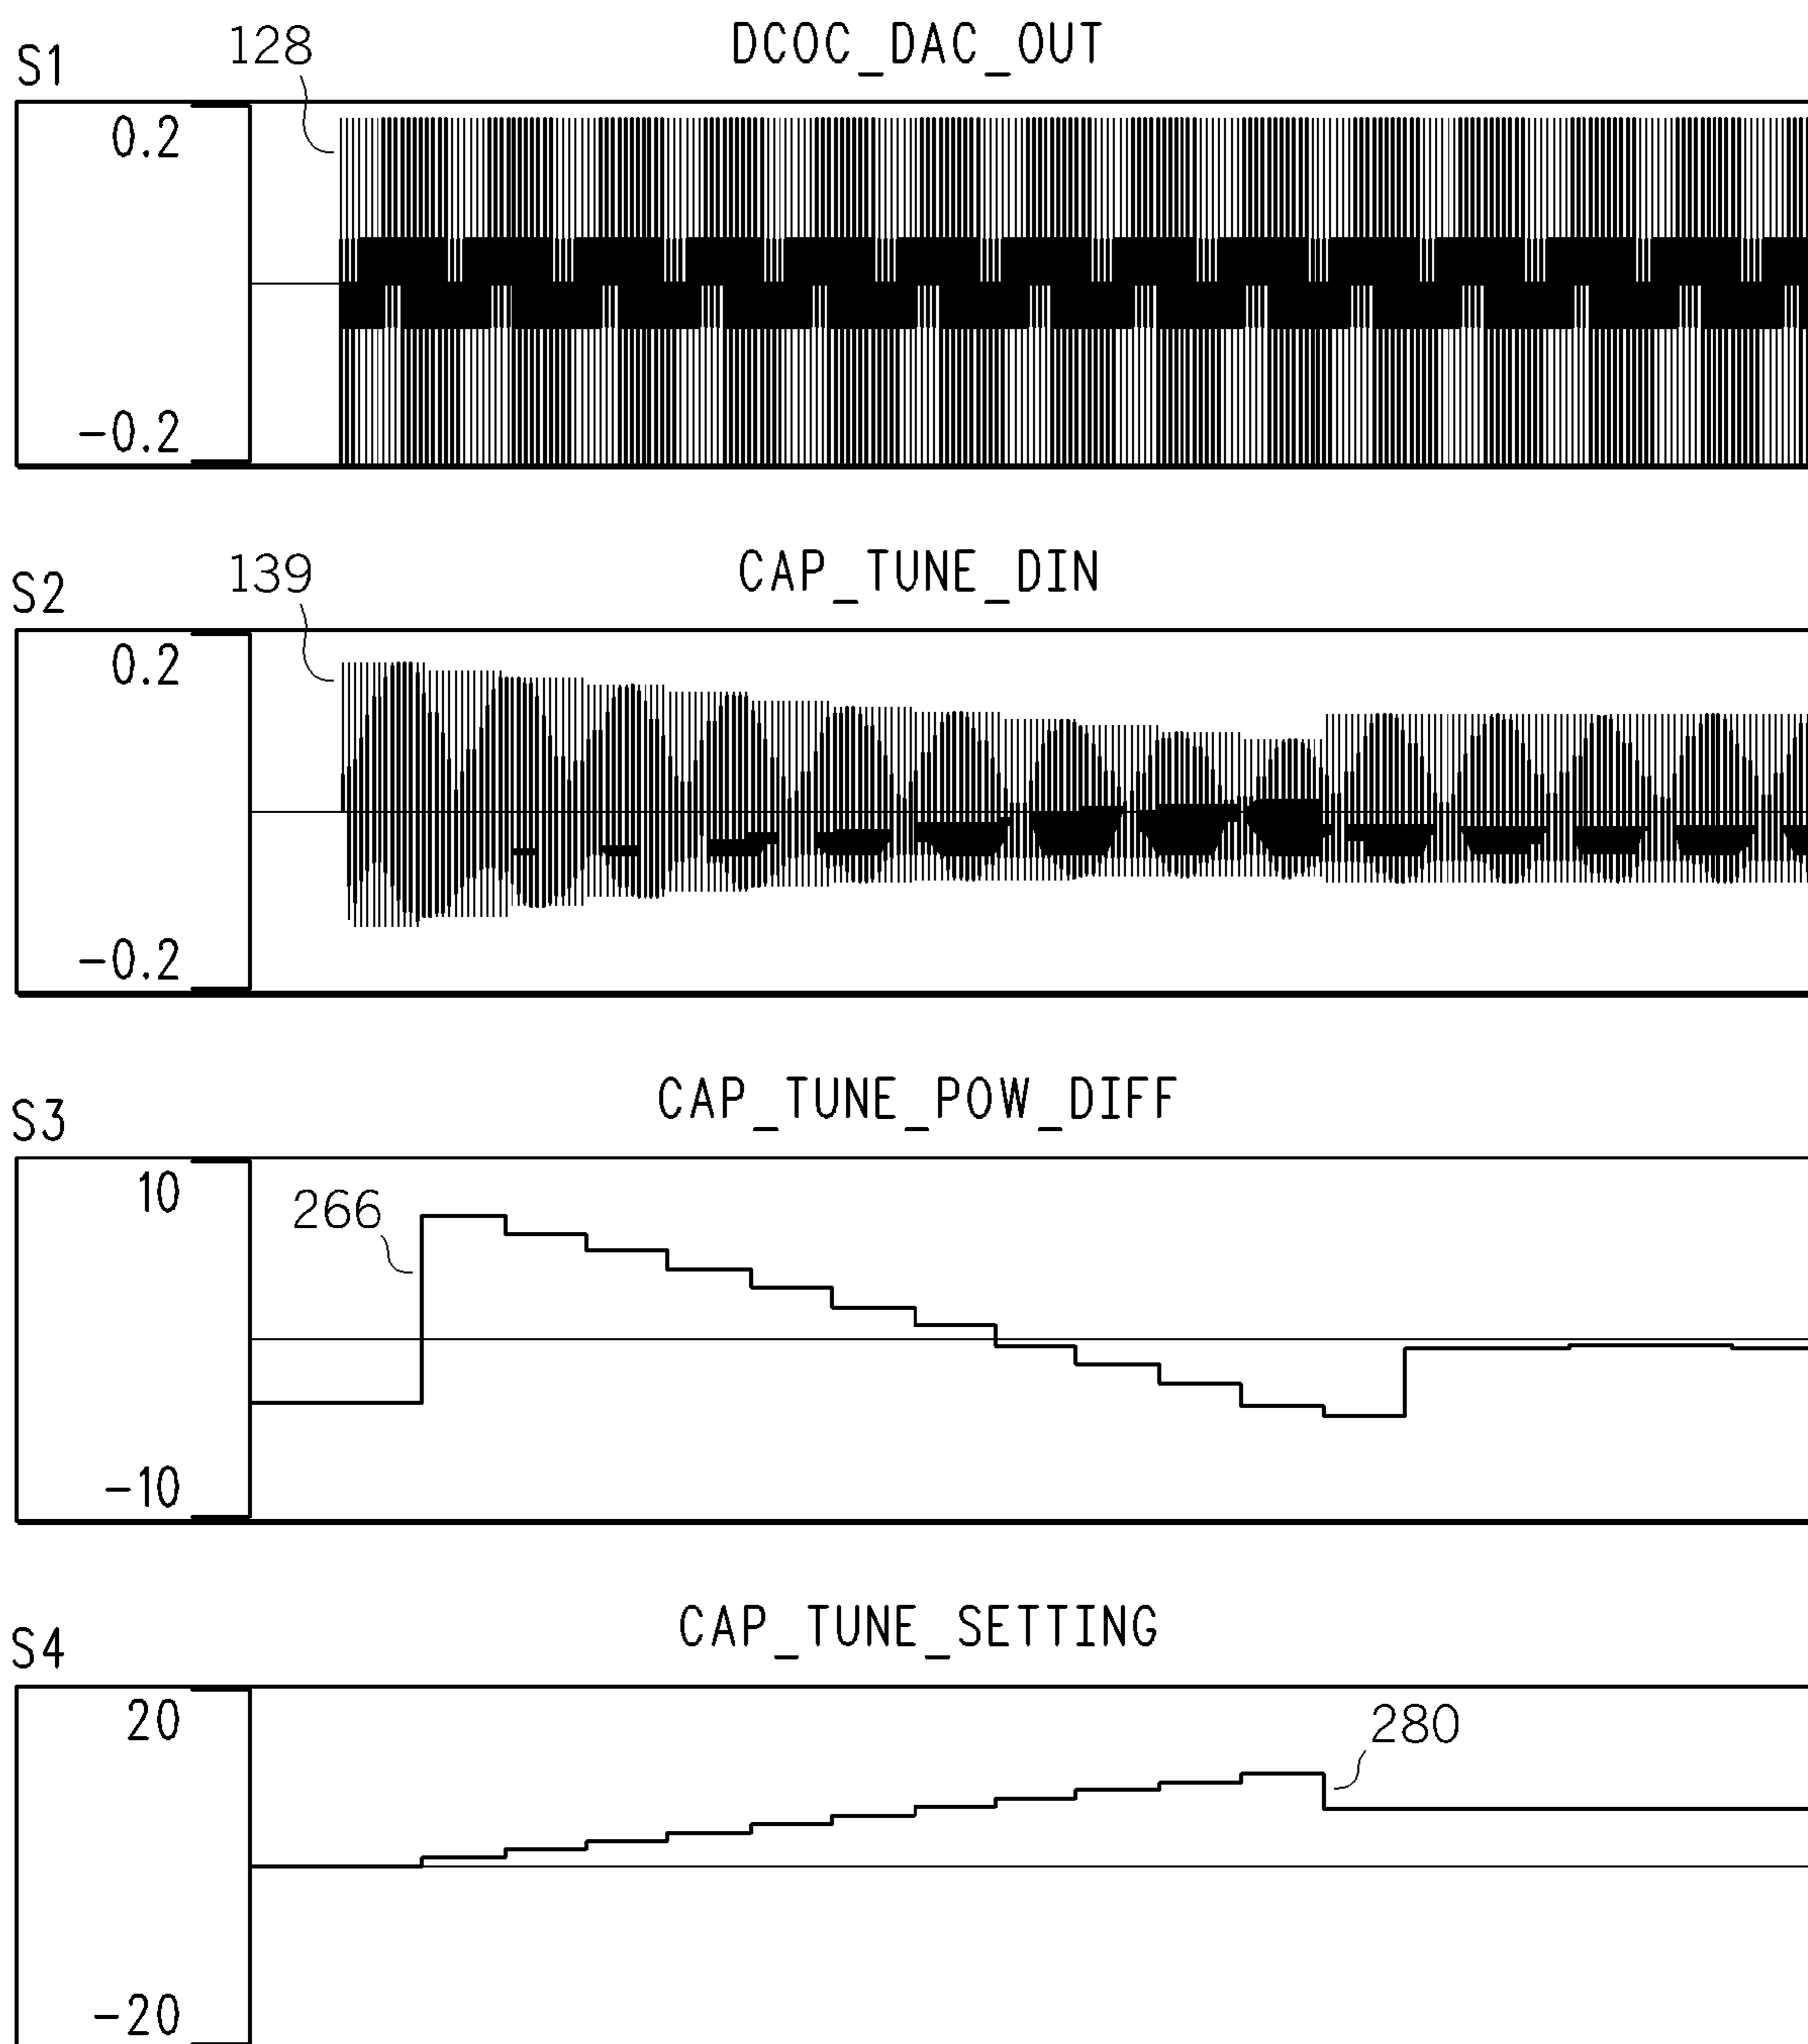 DCOC_DAC_OUT
S1
128
0.2
-0.2
CAP_TUNE_DIN
S2
139
0.2
-0.2
CAP_TUNE_POW_DIFF
S3
10
266
-10
CAP_TUNE_SETTING
S4
20
280
-20